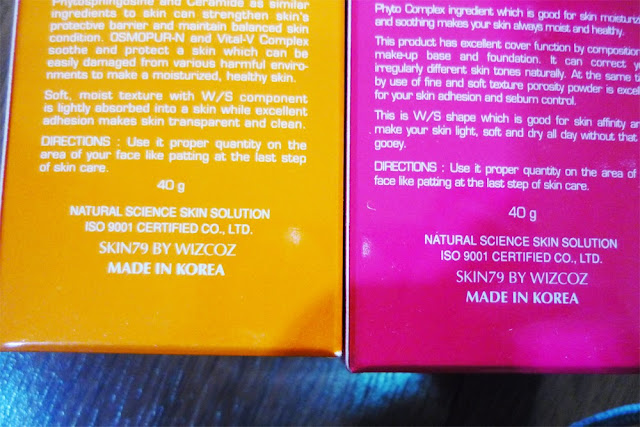 Phytosphingosine and Ceramide as similar
ingredients to skin can strengthen skin's
protective barrier and maintain balanced skin
condition. OSMOPUR-N and Vital-V Complex
soothe and protect a skin which can be
easily damaged from various harmful enviro-
nments to make a moisturized, healthy skin.
Soft, moist texture with W/S component
is lightly absorbed into a skin while excellent
adhesion makes skin transparent and clean.
DIRECTIONS : Use it proper quantity on the
area of your face like patting at the last step
of skin care.
40 g
NATURAL SCIENCE SKIN SOLUTION
ISO 9001 CERTIFIED CO., LTD.
SKIN79 BY WIZCOZ
MADE IN KOREA
Phyto Complex ingredient which is good for skin moisturiz
and soothing makes your skin always moist and healthy.
This product has excellent cover function by composition
make-up base and foundation. It can correct
irregularly different skin tones naturally. At the same
by use of fine and soft texture porosity powder is excel
for your skin adhesion and sebum control.
This is W/S shape which is good for skin affinity an
make your skin light, soft and dry all day without that
gooey.
DIRECTIONS : Use it proper quantity on the area of
face like patting at the last step of skin care.
40 g
NATURAL SCIENCE SKIN SOLUTION
ISO 9001 CERTIFIED CO., LTD.
SKIN79 BY WIZCOZ
MADE IN KOREA